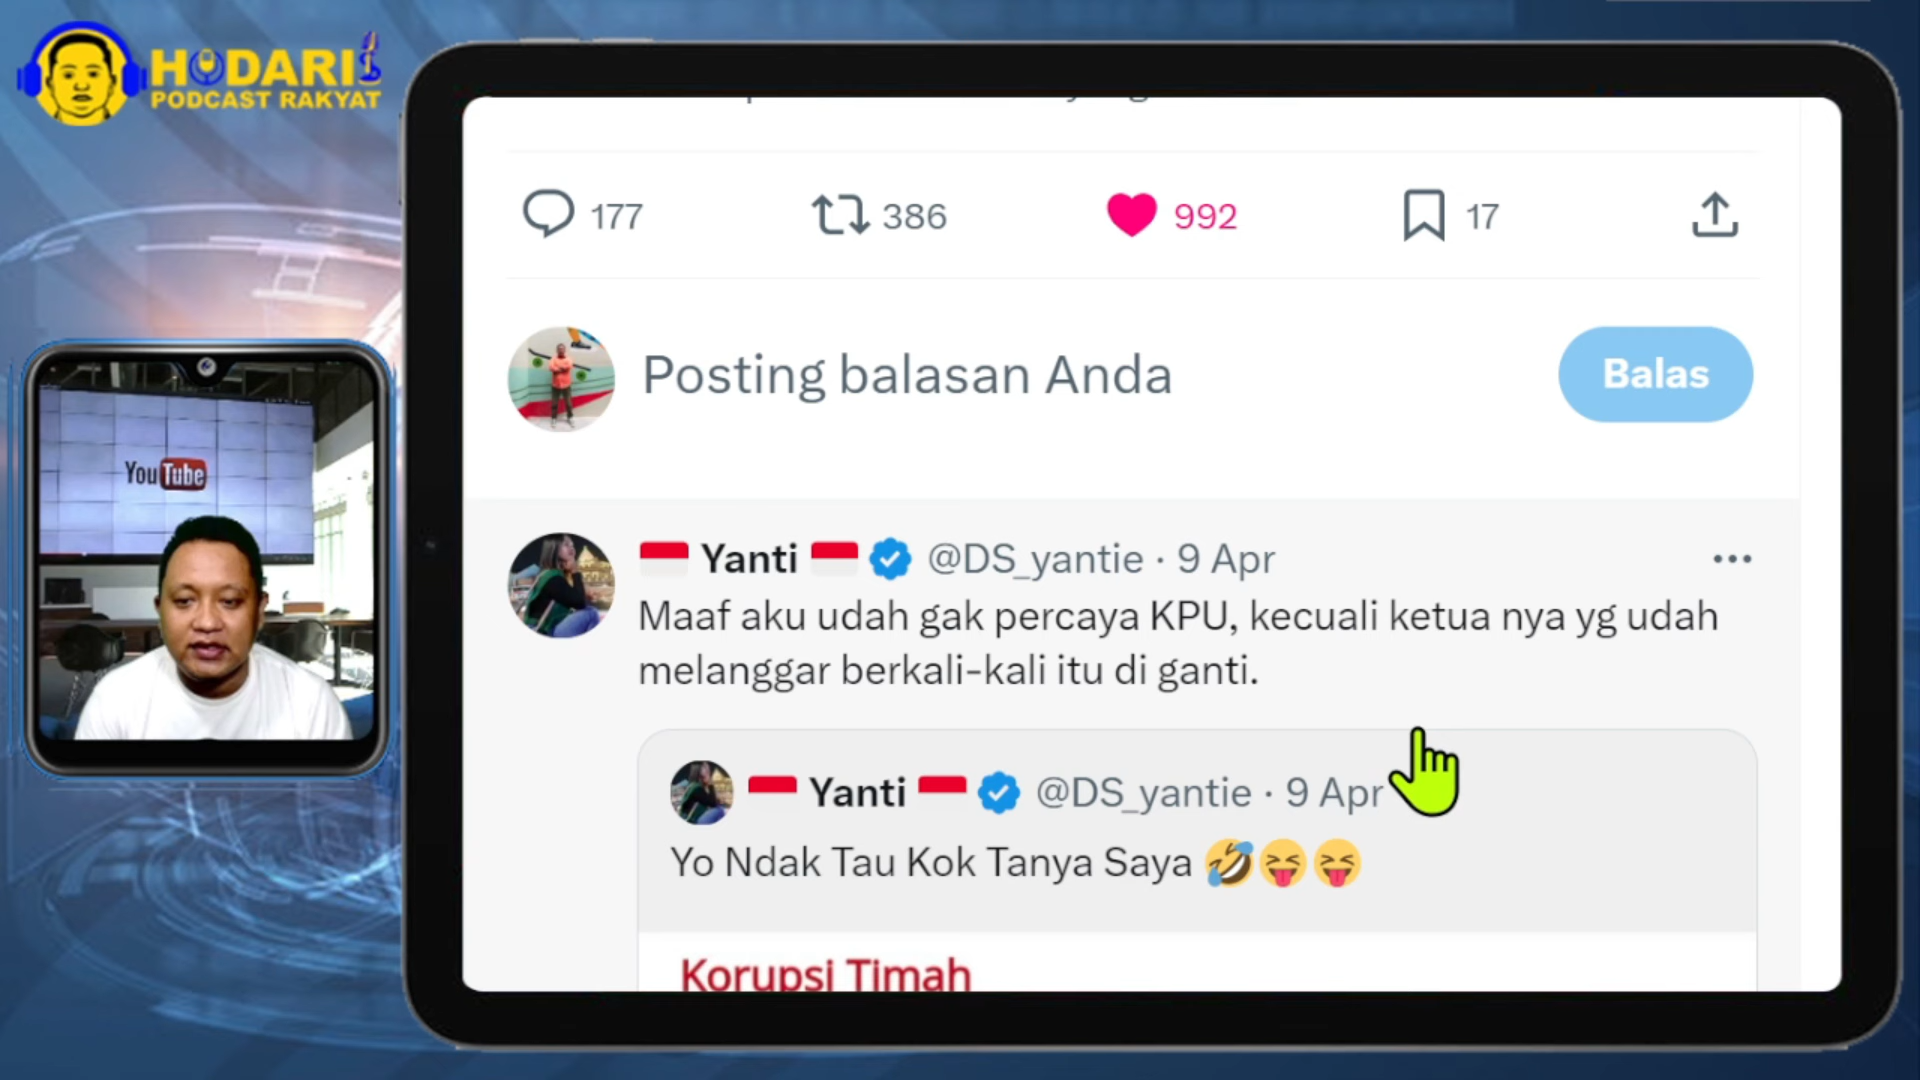 HODARI
PODCAST RAKYAT
177 386 992 17
Posting balasan Anda Balas
YouTube
Yanti @DS_yantie · 9 Apr
Maaf aku udah gak percaya KPU, kecuali ketua nya yg udah
melanggar berkali-kali itu di ganti.
Yanti @DS_yantie · 9 Apr
Yo Ndak Tau Kok Tanya Saya 🤣😝😝
Korupsi Timah